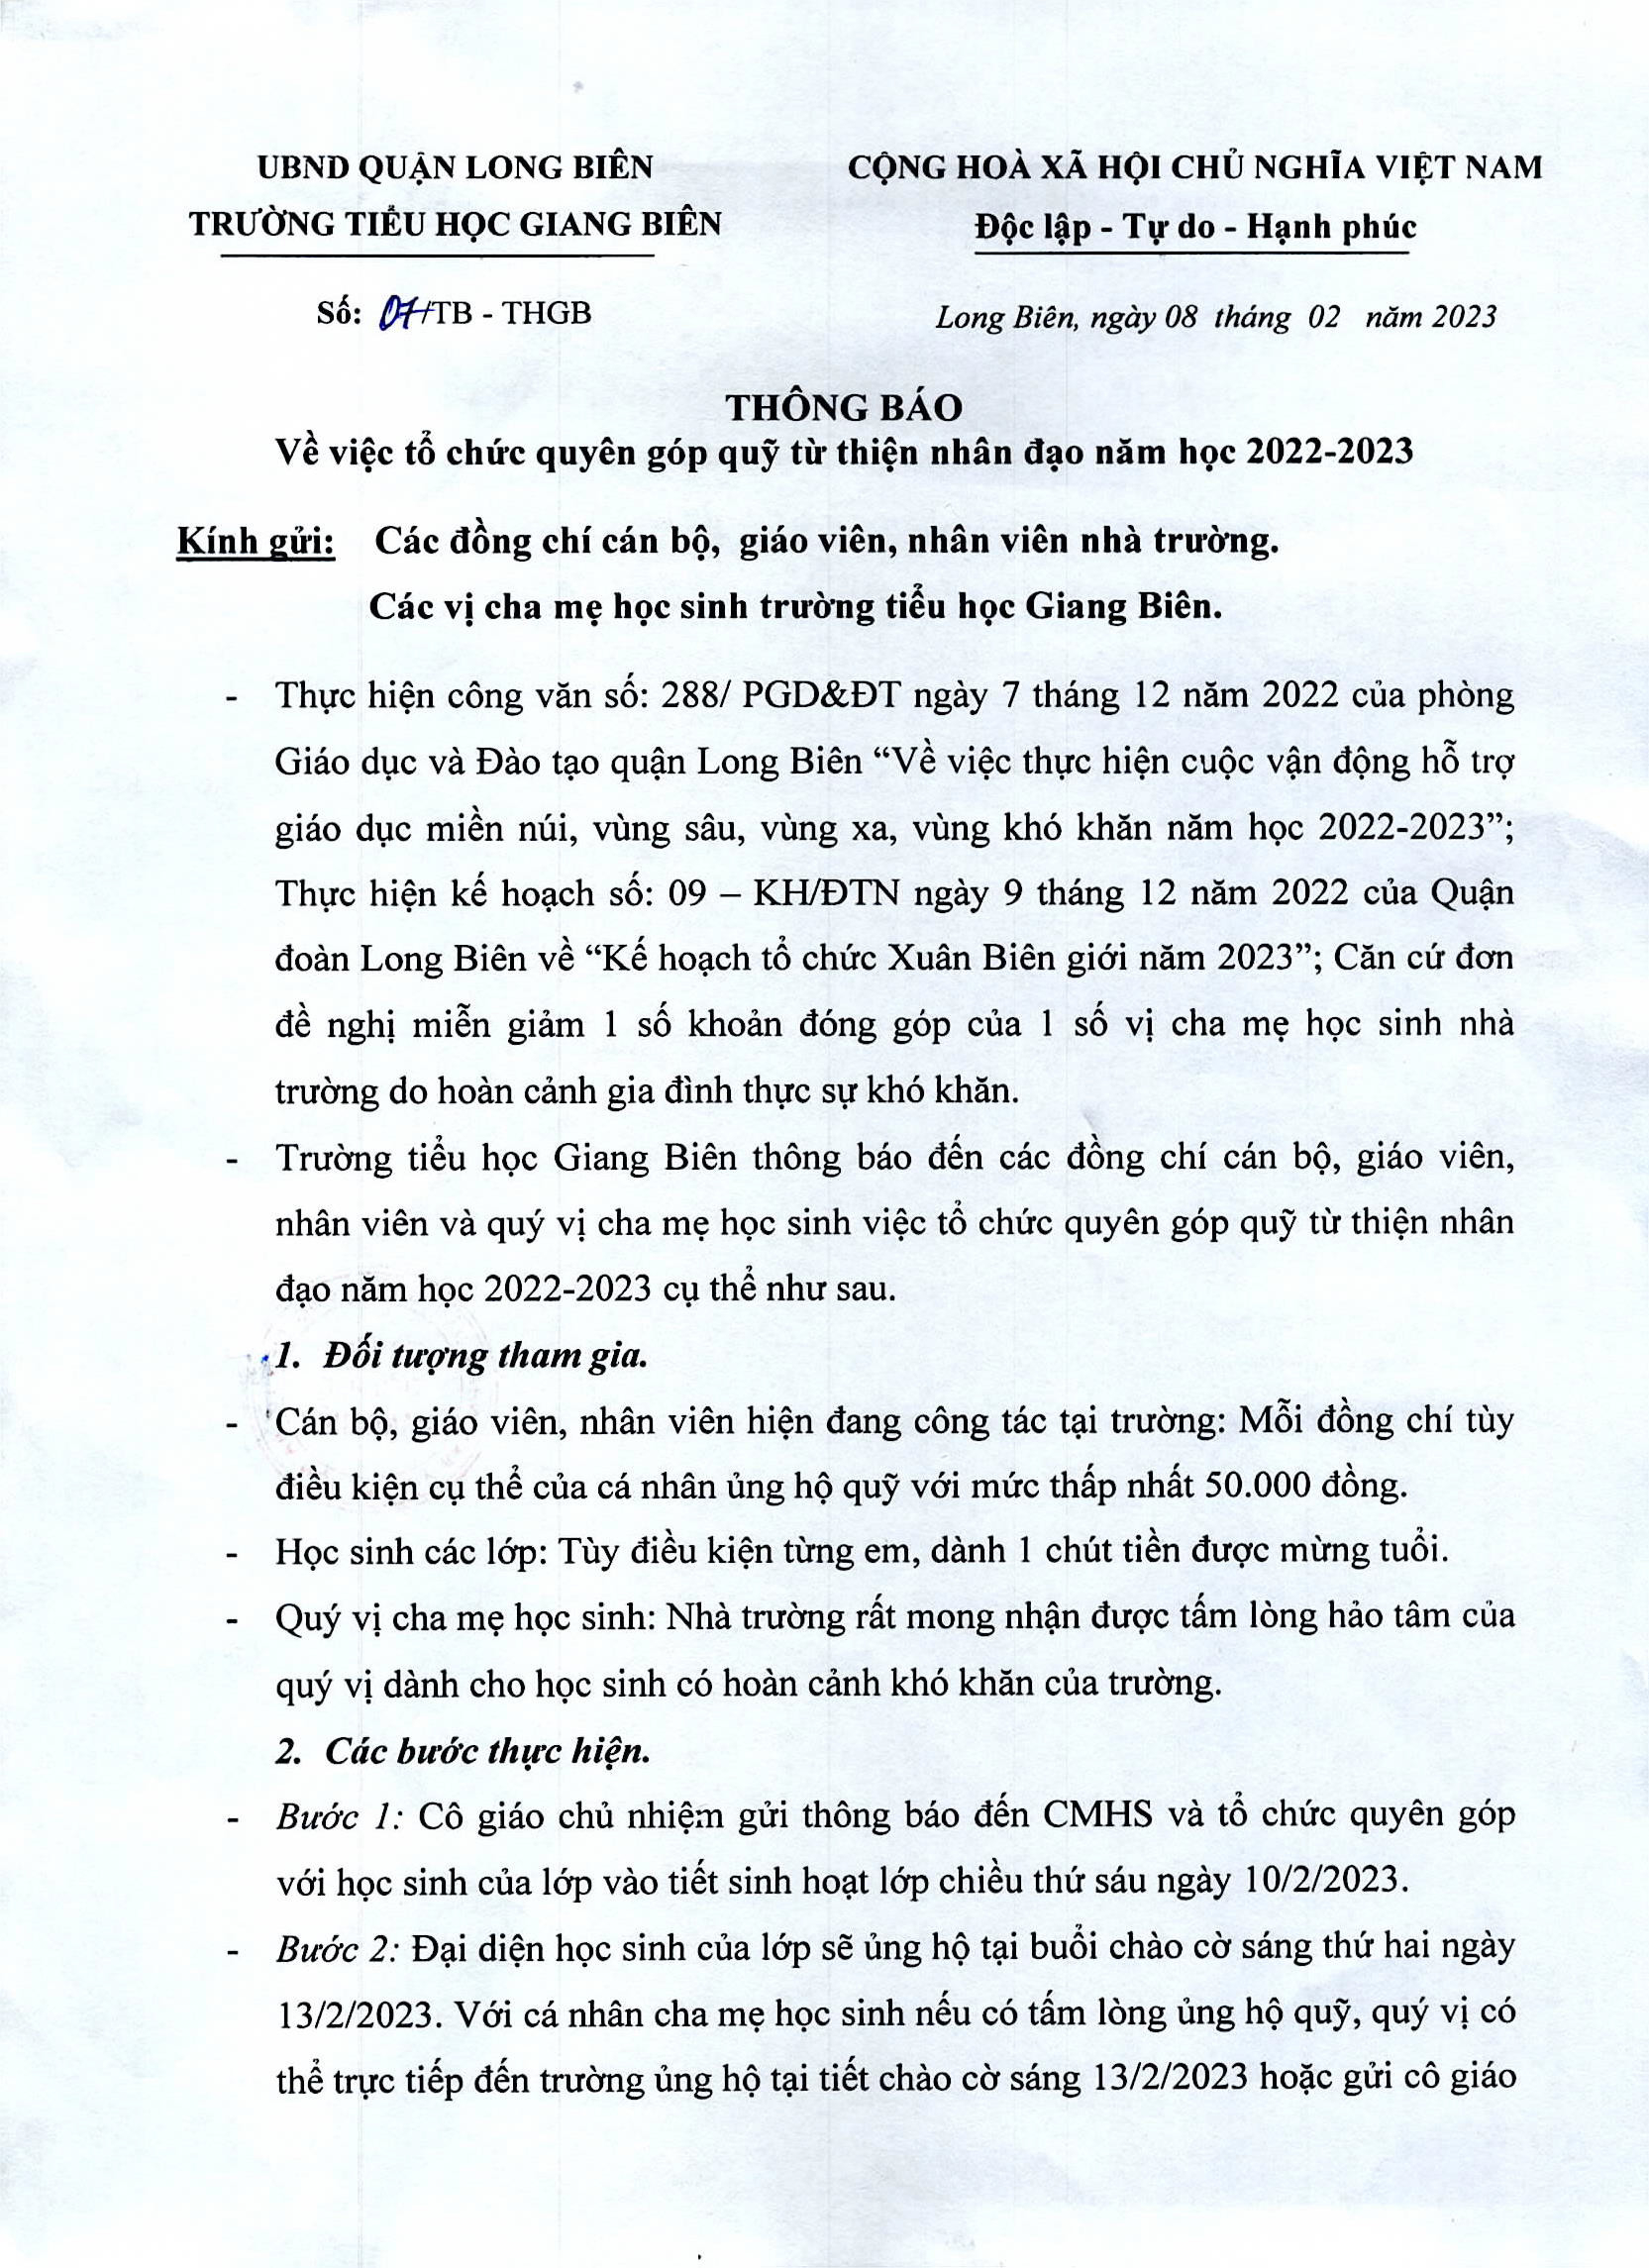 UBND QUẬN LONG BIÊN
TRƯỜNG TIỂU HỌC GIANG BIÊN
CỘNG HOÀ XÃ HỘI CHỦ NGHĨA VIỆT NAM
Độc lập - Tự do - Hạnh phúc
Số: 07/TB - THGB
Long Biên, ngày 08 tháng 02 năm 2023
THÔNG BÁO
Về việc tổ chức quyên góp quỹ từ thiện nhân đạo năm học 2022-2023
Kính gửi: Các đồng chí cán bộ, giáo viên, nhân viên nhà trường.
Các vị cha mẹ học sinh trường tiểu học Giang Biên.
- Thực hiện công văn số: 288/ PGD&ĐT ngày 7 tháng 12 năm 2022 của phòng
Giáo dục và Đào tạo quận Long Biên “Về việc thực hiện cuộc vận động hỗ trợ
giáo dục miền núi, vùng sâu, vùng xa, vùng khó khăn năm học 2022-2023”;
Thực hiện kế hoạch số: 09 – KH/ĐTN ngày 9 tháng 12 năm 2022 của Quận
đoàn Long Biên về “Kế hoạch tổ chức Xuân Biên giới năm 2023”; Căn cứ đơn
đề nghị miễn giảm 1 số khoản đóng góp của 1 số vị cha mẹ học sinh nhà
trường do hoàn cảnh gia đình thực sự khó khăn.
- Trường tiểu học Giang Biên thông báo đến các đồng chí cán bộ, giáo viên,
nhân viên và quý vị cha mẹ học sinh việc tổ chức quyên góp quỹ từ thiện nhân
đạo năm học 2022-2023 cụ thể như sau.
1. Đối tượng tham gia.
- Cán bộ, giáo viên, nhân viên hiện đang công tác tại trường: Mỗi đồng chí tùy
điều kiện cụ thể của cá nhân ủng hộ quỹ với mức thấp nhất 50.000 đồng.
- Học sinh các lớp: Tùy điều kiện từng em, dành 1 chút tiền được mừng tuổi.
- Quý vị cha mẹ học sinh: Nhà trường rất mong nhận được tấm lòng hảo tâm của
quý vị dành cho học sinh có hoàn cảnh khó khăn của trường.
2. Các bước thực hiện.
- Bước 1: Cô giáo chủ nhiệm gửi thông báo đến CMHS và tổ chức quyên góp
với học sinh của lớp vào tiết sinh hoạt lớp chiều thứ sáu ngày 10/2/2023.
- Bước 2: Đại diện học sinh của lớp sẽ ủng hộ tại buổi chào cờ sáng thứ hai ngày
13/2/2023. Với cá nhân cha mẹ học sinh nếu có tấm lòng ủng hộ quỹ, quý vị có
thể trực tiếp đến trường ủng hộ tại tiết chào cờ sáng 13/2/2023 hoặc gửi cô giáo